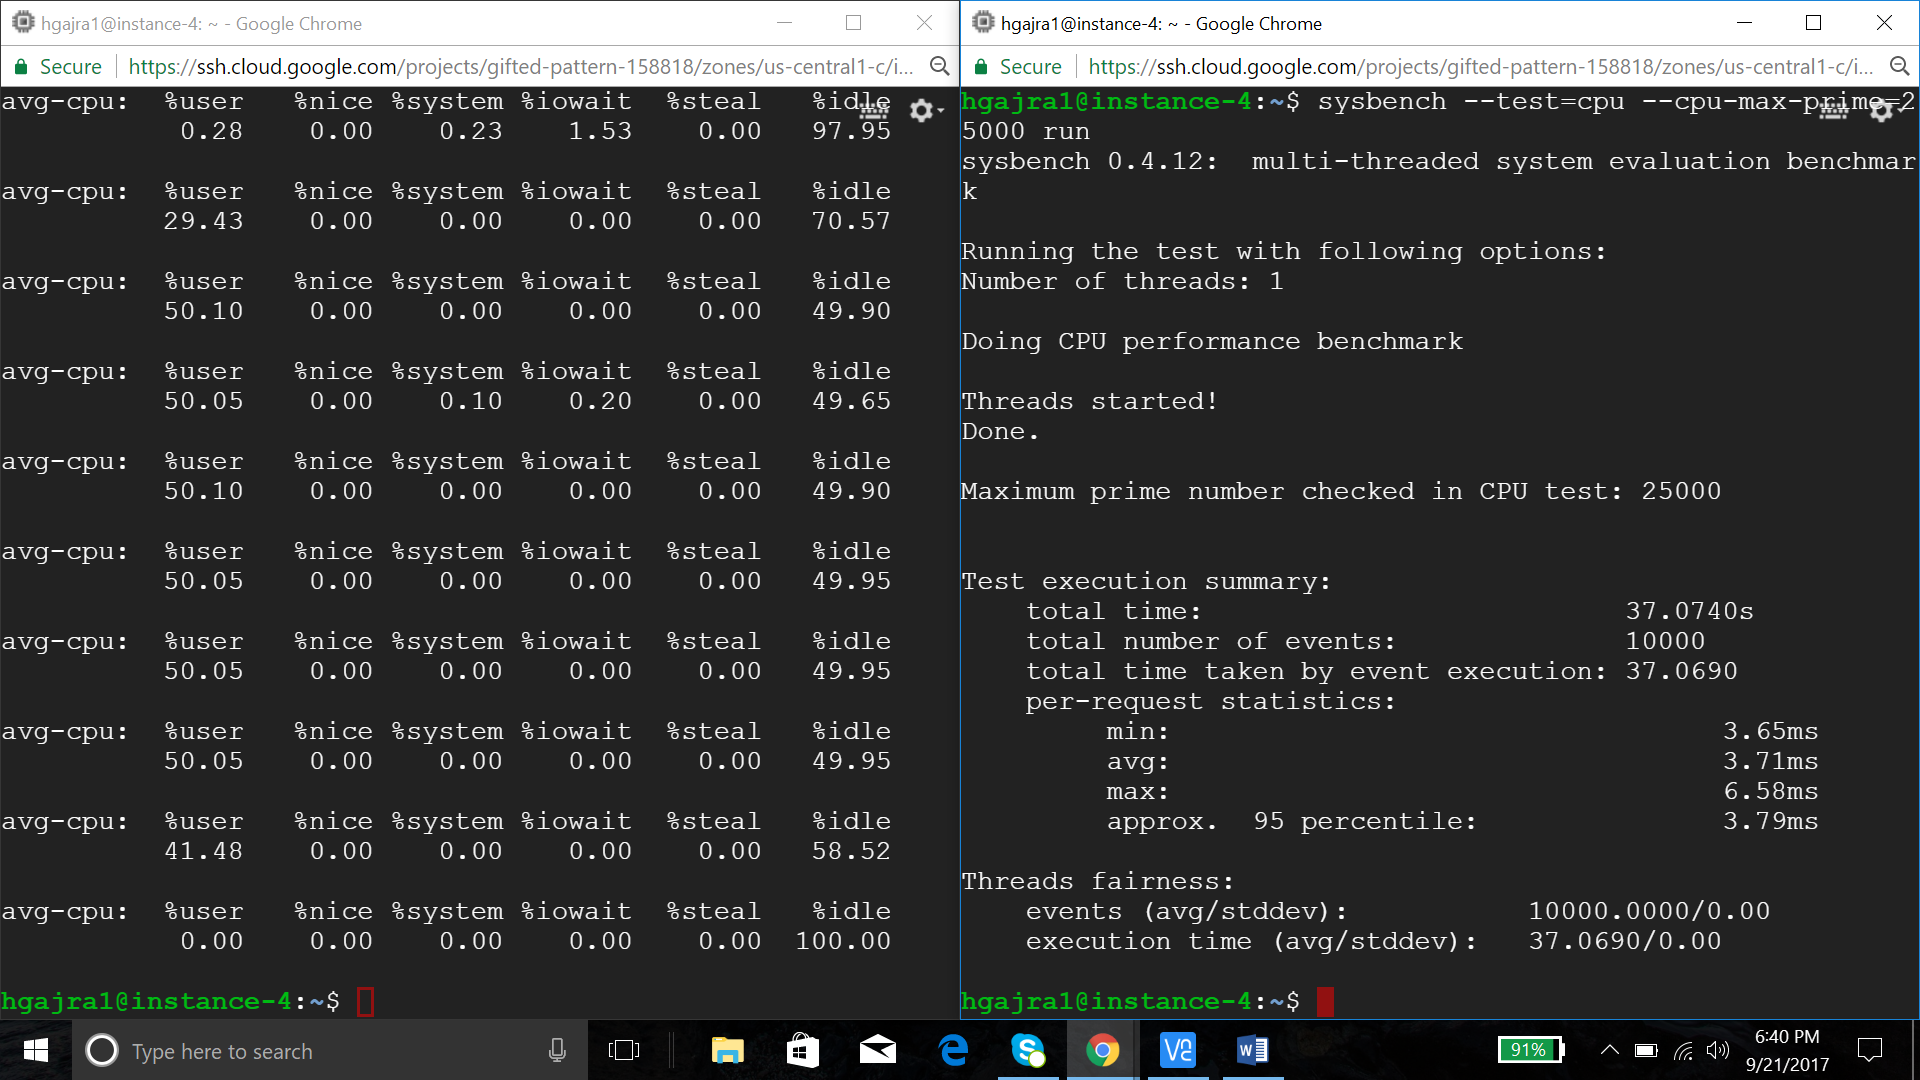 hgajra1@instance-4: ~ - Google Chrome
Secure https://ssh.cloud.google.com/projects/gifted-pattern-158818/zones/us-central1-c/i...
avg-cpu: %user %nice %system %iowait %steal %idle
0.28 0.00 0.23 1.53 0.00 97.95
avg-cpu: %user %nice %system %iowait %steal %idle
29.43 0.00 0.00 0.00 0.00 70.57
avg-cpu: %user %nice %system %iowait %steal %idle
50.10 0.00 0.00 0.00 0.00 49.90
avg-cpu: %user %nice %system %iowait %steal %idle
50.05 0.00 0.10 0.20 0.00 49.65
avg-cpu: %user %nice %system %iowait %steal %idle
50.10 0.00 0.00 0.00 0.00 49.90
avg-cpu: %user %nice %system %iowait %steal %idle
50.05 0.00 0.00 0.00 0.00 49.95
avg-cpu: %user %nice %system %iowait %steal %idle
50.05 0.00 0.00 0.00 0.00 49.95
avg-cpu: %user %nice %system %iowait %steal %idle
50.05 0.00 0.00 0.00 0.00 49.95
avg-cpu: %user %nice %system %iowait %steal %idle
41.48 0.00 0.00 0.00 0.00 58.52
avg-cpu: %user %nice %system %iowait %steal %idle
0.00 0.00 0.00 0.00 0.00 100.00
hgajra1@instance-4:~$
hgajra1@instance-4: ~ - Google Chrome
Secure https://ssh.cloud.google.com/projects/gifted-pattern-158818/zones/us-central1-c/i...
hgajra1@instance-4:~$ sysbench --test=cpu --cpu-max-prime=2
5000 run
sysbench 0.4.12: multi-threaded system evaluation benchmar
k
Running the test with following options:
Number of threads: 1
Doing CPU performance benchmark
Threads started!
Done.
Maximum prime number checked in CPU test: 25000
Test execution summary:
total time: 37.0740s
total number of events: 10000
total time taken by event execution: 37.0690
per-request statistics:
min: 3.65ms
avg: 3.71ms
max: 6.58ms
approx. 95 percentile: 3.79ms
Threads fairness:
events (avg/stddev): 10000.0000/0.00
execution time (avg/stddev): 37.0690/0.00
hgajra1@instance-4:~$
Type here to search
91%
6:40 PM
9/21/2017